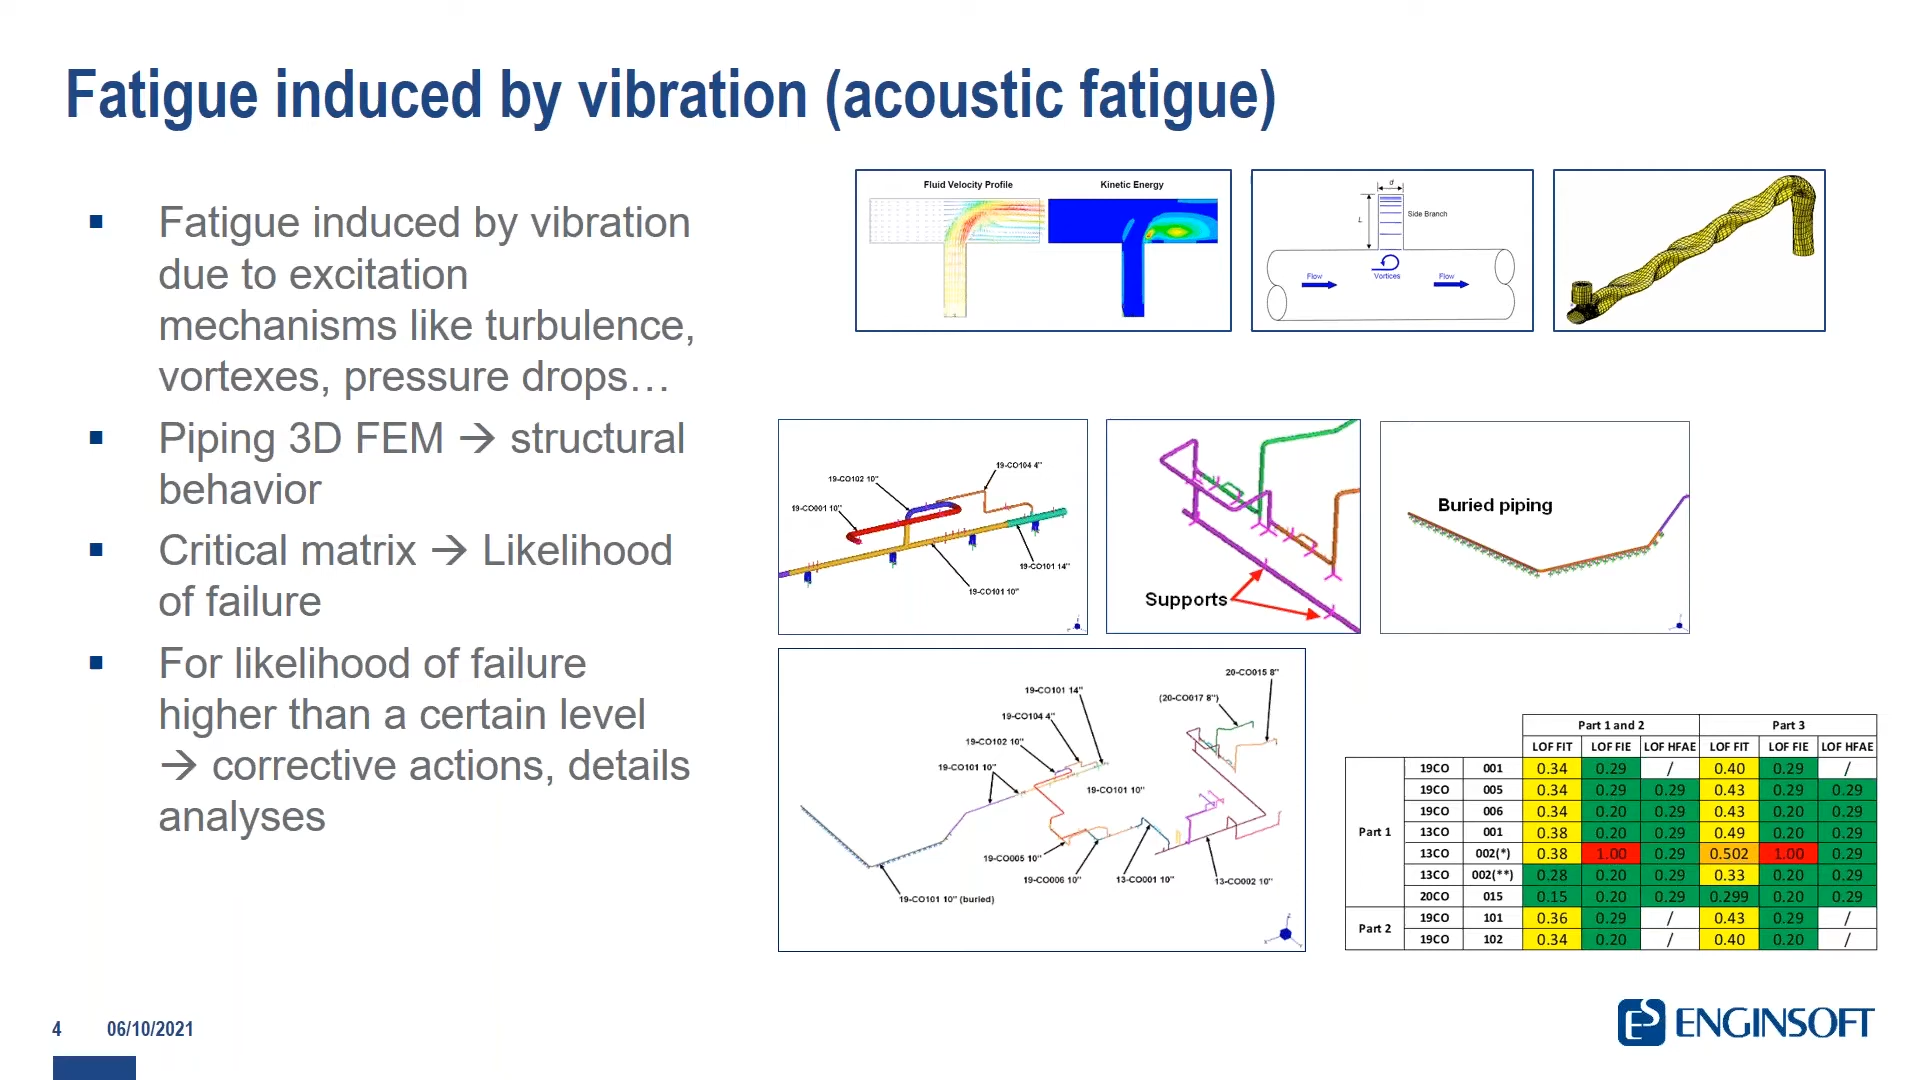 Fatigue induced by vibration (acoustic fatigue)
▪ Fatigue induced by vibration
due to excitation
mechanisms like turbulence,
vortexes, pressure drops…
▪ Piping 3D FEM → structural
behavior
▪ Critical matrix → Likelihood
of failure
▪ For likelihood of failure
higher than a certain level
→ corrective actions, details
analyses
Fluid Velocity Profile Kinetic Energy
d
L
Side Branch
Flow Vortices Flow
19-CO104 4"
19-CO102 10"
19-CO001 10"
19-CO101 14"
19-CO101 10"
Supports
Buried piping
20-CO015 8"
19-CO101 14"
(20-CO017 8")
19-CO104 4"
19-CO102 10"
19-CO101 10"
19-CO101 10"
19-CO005 10"
19-CO006 10"
13-CO001 10"
13-CO002 10"
19-CO101 10" (buried)
Part 1 and 2 Part 3
LOF FIT LOF FIE LOF HFAE LOF FIT LOF FIE LOF HFAE
Part 1
19CO 001 0.34 0.29 / 0.40 0.29 /
19CO 005 0.34 0.29 0.29 0.43 0.29 0.29
19CO 006 0.34 0.20 0.29 0.43 0.20 0.29
13CO 001 0.38 0.20 0.29 0.49 0.20 0.29
13CO 002(*) 0.38 1.00 0.29 0.502 1.00 0.29
13CO 002(**) 0.28 0.20 0.29 0.33 0.20 0.29
20CO 015 0.15 0.20 0.29 0.299 0.20 0.29
Part 2
19CO 101 0.36 0.29 / 0.43 0.29 /
19CO 102 0.34 0.20 / 0.40 0.20 /
4 06/10/2021
ES ENGINSOFT